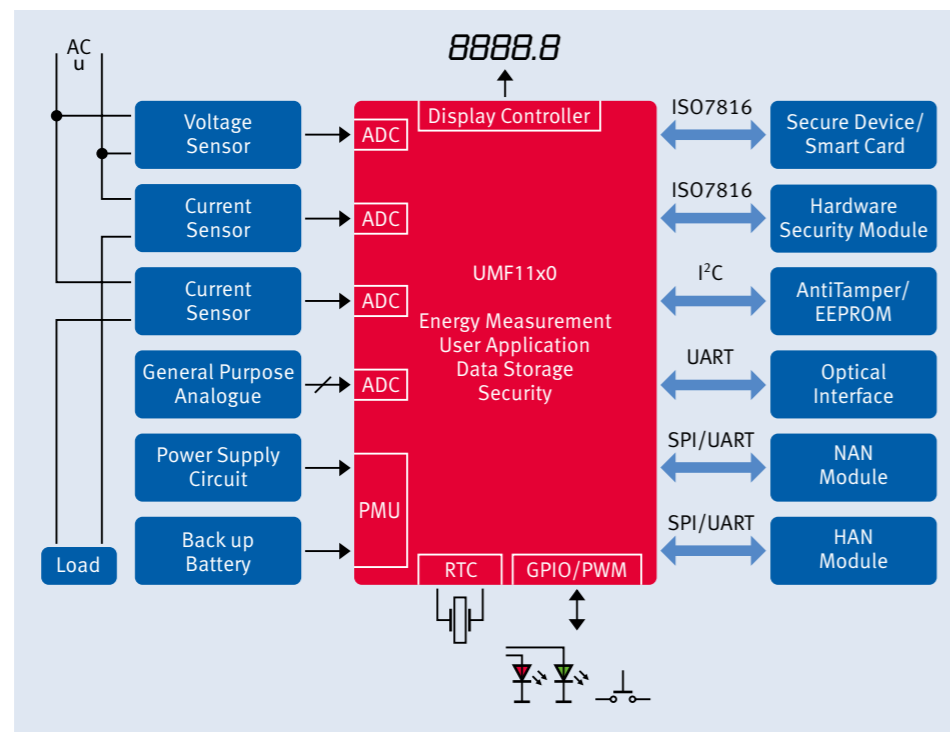 AC
u
8888.8
Voltage
Sensor
Current
Sensor
Current
Sensor
General Purpose
Analogue
Power Supply
Circuit
Back up
Battery
Load
Display Controller
ADC
ADC
ADC
ADC
PMU
UMF11x0
Energy Measurement
User Application
Data Storage
Security
RTC
GPIO/PWM
ISO7816
Secure Device/
Smart Card
ISO7816
Hardware
Security Module
I²C
AntiTamper/
EEPROM
UART
Optical
Interface
SPI/UART
NAN
Module
SPI/UART
HAN
Module